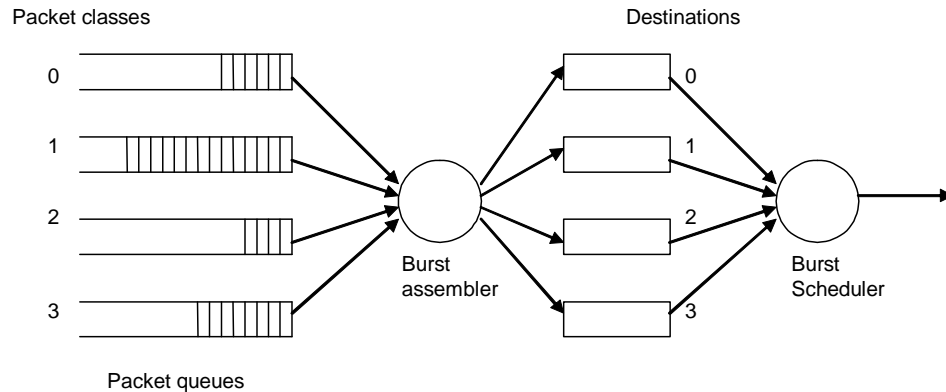 Packet classes
Destinations
0
0
1
1
2
2
Burst
assembler
Burst
Scheduler
3
3
Packet queues